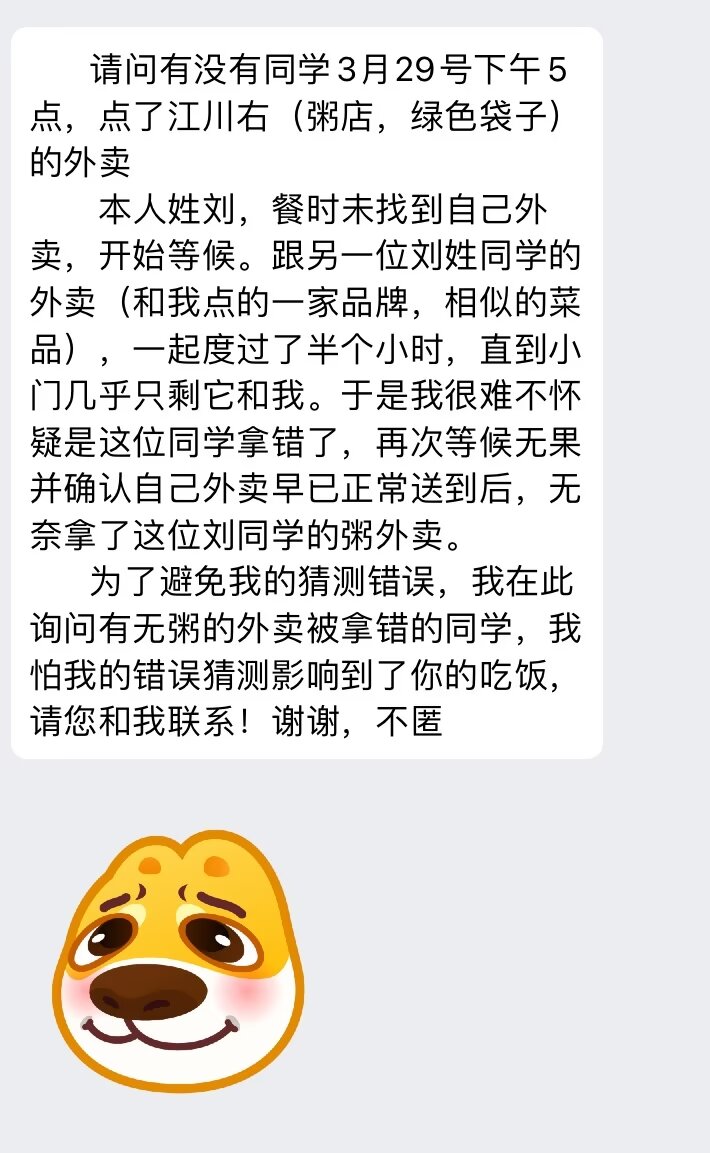 请问有没有同学3月29号下午5
点，点了江川右（粥店，绿色袋子）
的外卖
本人姓刘，餐时未找到自己外
卖，开始等候。跟另一位刘姓同学的
外卖（和我点的一家品牌，相似的菜
品），一起度过了半个小时，直到小
门几乎只剩它和我。于是我很难不怀
疑是这位同学拿错了，再次等候无果
并确认自己外卖早已正常送到后，无
奈拿了这位刘同学的粥外卖。
为了避免我的猜测错误，我在此
询问有无粥的外卖被拿错的同学，我
怕我的错误猜测影响到了你的吃饭，
请您和我联系！谢谢，不匿